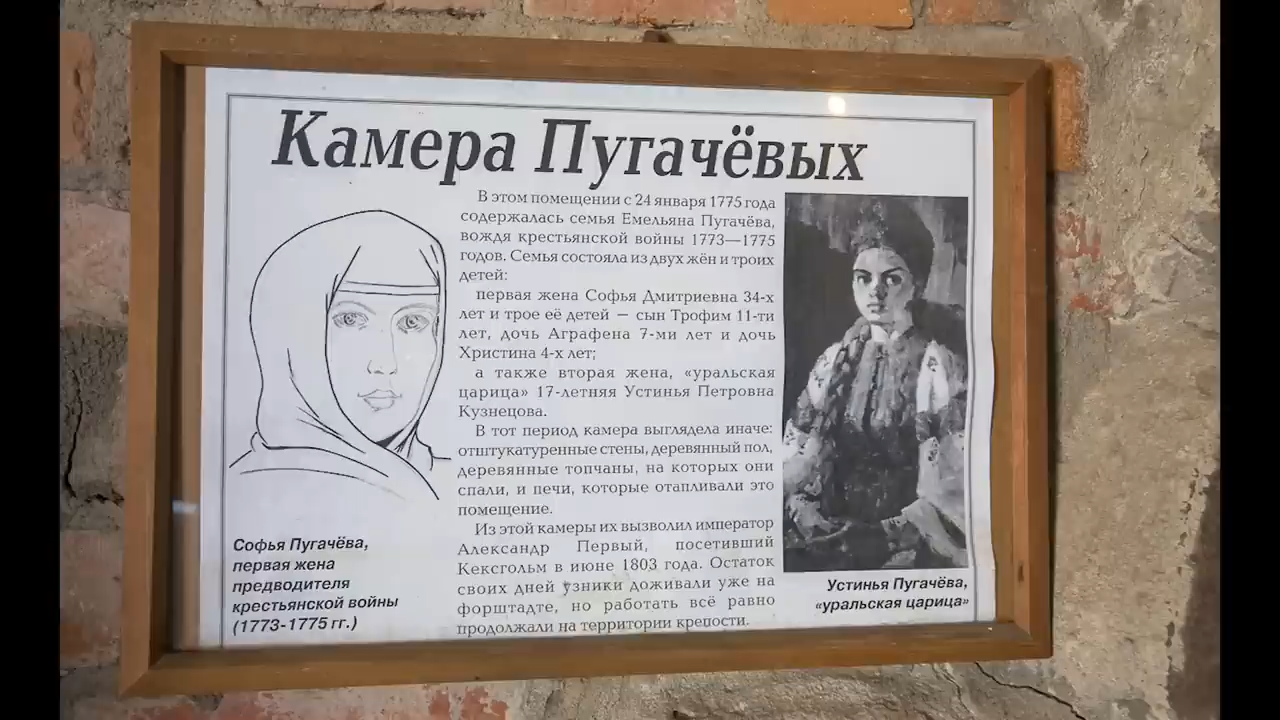 Камера Пугачёвых
В этом помещении с 24 января 1775 года
содержалась семья Емельяна Пугачёва,
вождя крестьянской войны 1773—1775
годов. Семья состояла из двух жён и троих
детей:
первая жена Софья Дмитриевна 34-х
лет и трое её детей — сын Трофим 11-ти
лет, дочь Аграфена 7-ми лет и дочь
Христина 4-х лет;
а также вторая жена, «уральская
царица» 17-летняя Устинья Петровна
Кузнецова.
В тот период камера выглядела иначе:
отштукатуренные стены, деревянный пол,
деревянные топчаны, на которых они
спали, и печи, которые отапливали это
помещение.
Из этой камеры их вызволил император
Александр Первый, посетивший
Кексгольм в июне 1803 года. Остаток
своих дней узники доживали уже на
форштадте, но работать всё равно
продолжали на территории крепости.
Софья Пугачёва,
первая жена
предводителя
крестьянской войны
(1773-1775 гг.)
Устинья Пугачёва,
«уральская царица»